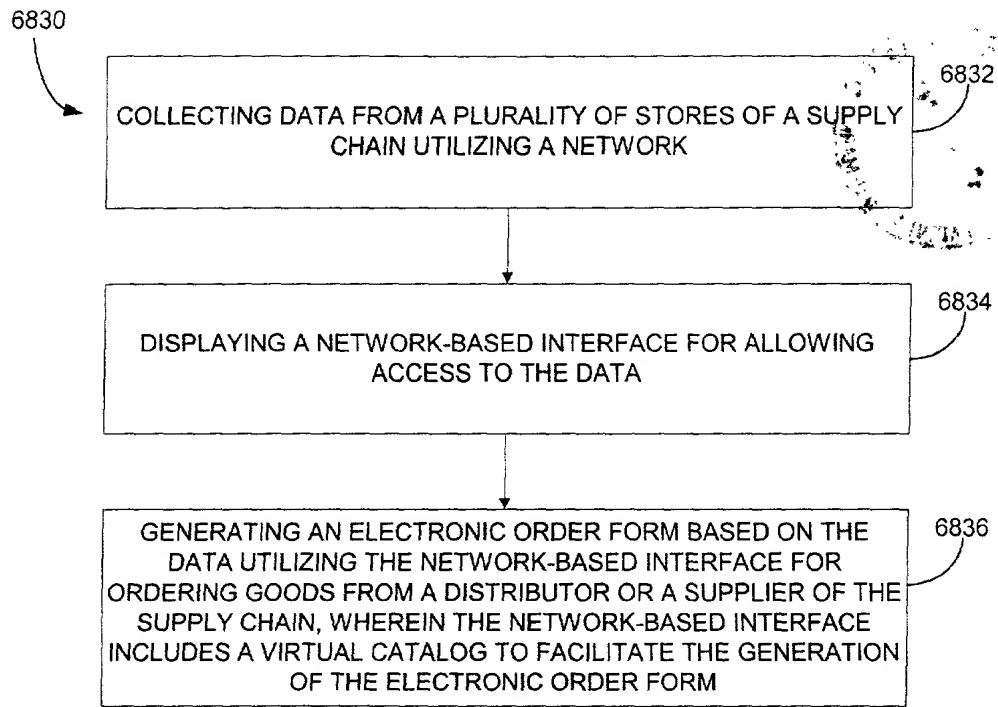 6830
6832
COLLECTING DATA FROM A PLURALITY OF STORES OF A SUPPLY
CHAIN UTILIZING A NETWORK
6834
DISPLAYING A NETWORK-BASED INTERFACE FOR ALLOWING
ACCESS TO THE DATA
6836
GENERATING AN ELECTRONIC ORDER FORM BASED ON THE
DATA UTILIZING THE NETWORK-BASED INTERFACE FOR
ORDERING GOODS FROM A DISTRIBUTOR OR A SUPPLIER OF THE
SUPPLY CHAIN, WHEREIN THE NETWORK-BASED INTERFACE
INCLUDES A VIRTUAL CATALOG TO FACILITATE THE GENERATION
OF THE ELECTRONIC ORDER FORM